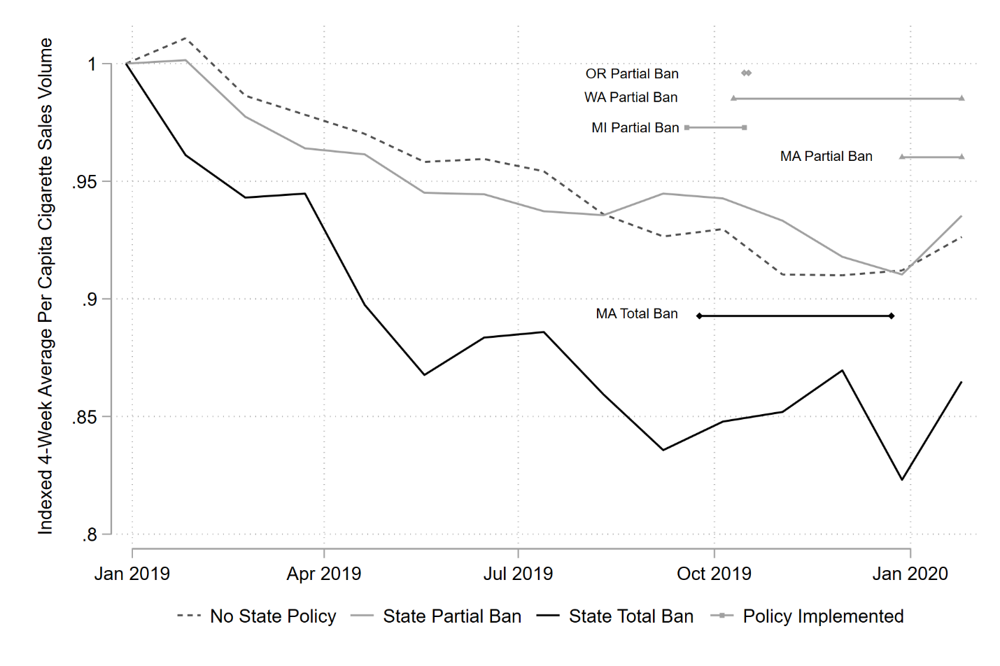 Indexed 4-Week Average Per Capita Cigarette Sales Volume
1
.95
.9
.85
.8
OR Partial Ban
WA Partial Ban
MI Partial Ban
MA Partial Ban
MA Total Ban
Jan 2019 Apr 2019 Jul 2019 Oct 2019 Jan 2020
No State Policy State Partial Ban State Total Ban Policy Implemented